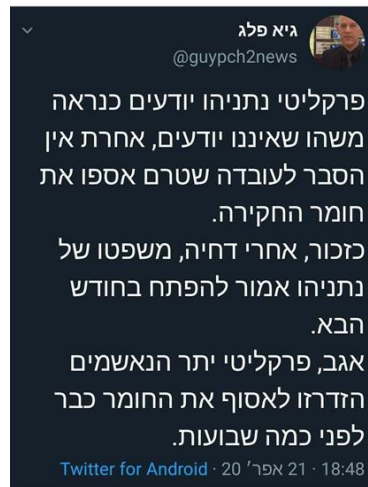 גיא פלג
@guypch2news
פרקליטי נתניהו יודעים כנראה
משהו שאיננו יודעים, אחרת אין
הסבר לעובדה שטרם אספו את
חומר החקירה.
כזכור, אחרי דחיה, משפטו של
נתניהו אמור להפתח בחודש
הבא.
אגב, פרקליטי יתר הנאשמים
הזדרזו לאסוף את החומר כבר
לפני כמה שבועות.
18:48 · 21 אפר׳ 20 · Twitter for Android